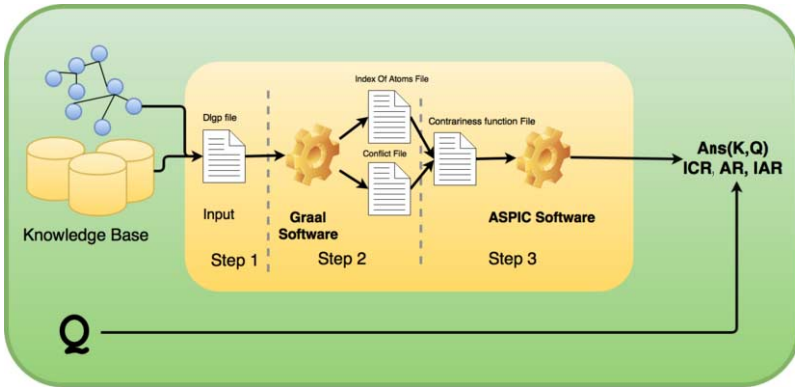 Index Of Atoms File
Dlgp file
Contrariness function File
Conflict File
Ans(K,Q)
ICR, AR, IAR
Knowledge Base
Input
Graal
Software
ASPIC Software
Step 1
Step 2
Step 3
Q